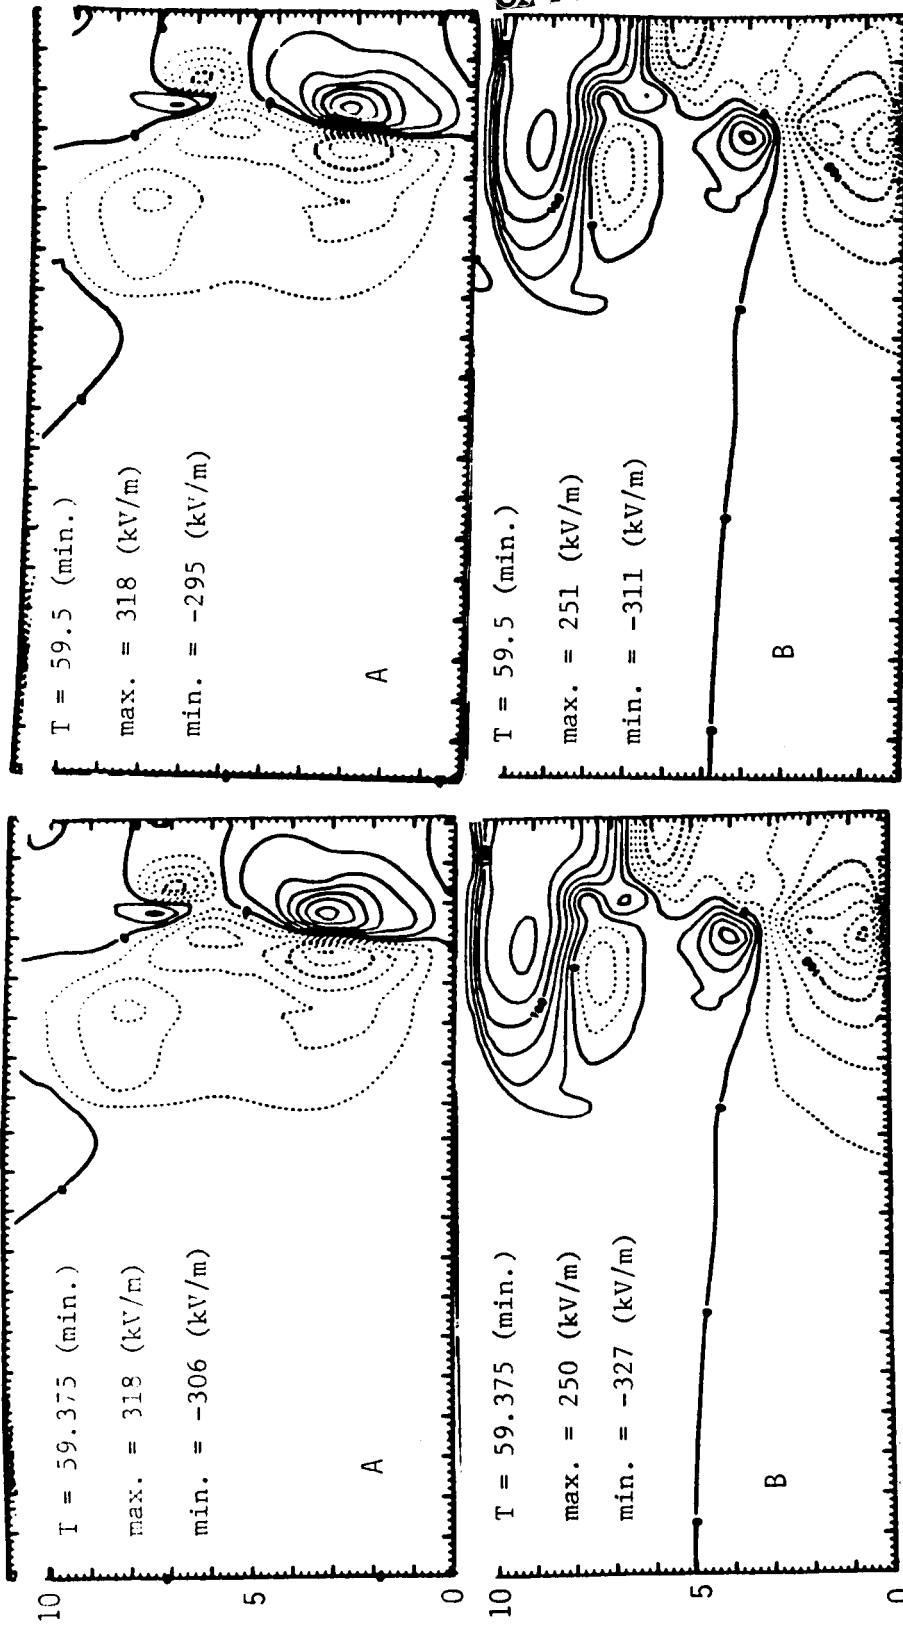 T = 59.375 (min.)
max. = 318 (kV/m)
min. = -306 (kV/m)
A
10
5
0
T = 59.5 (min.)
max. = 318 (kV/m)
min. = -295 (kV/m)
A
T = 59.375 (min.)
max. = 250 (kV/m)
min. = -327 (kV/m)
B
10
5
0
T = 59.5 (min.)
max. = 251 (kV/m)
min. = -311 (kV/m)
B